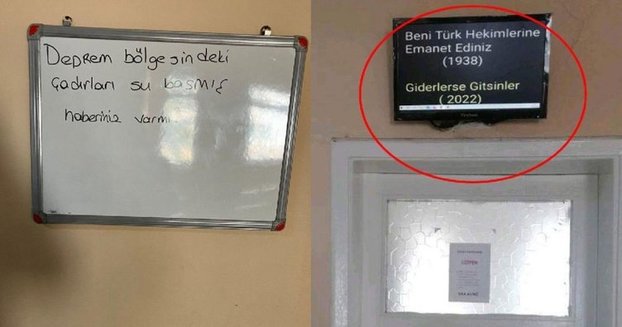 Deprem bölgesindeki
çadırları su basmış
haberiniz varmı
Beni Türk Hekimlerine
Emanet Ediniz
(1938)
Giderlerse Gitsinler
( 2022)